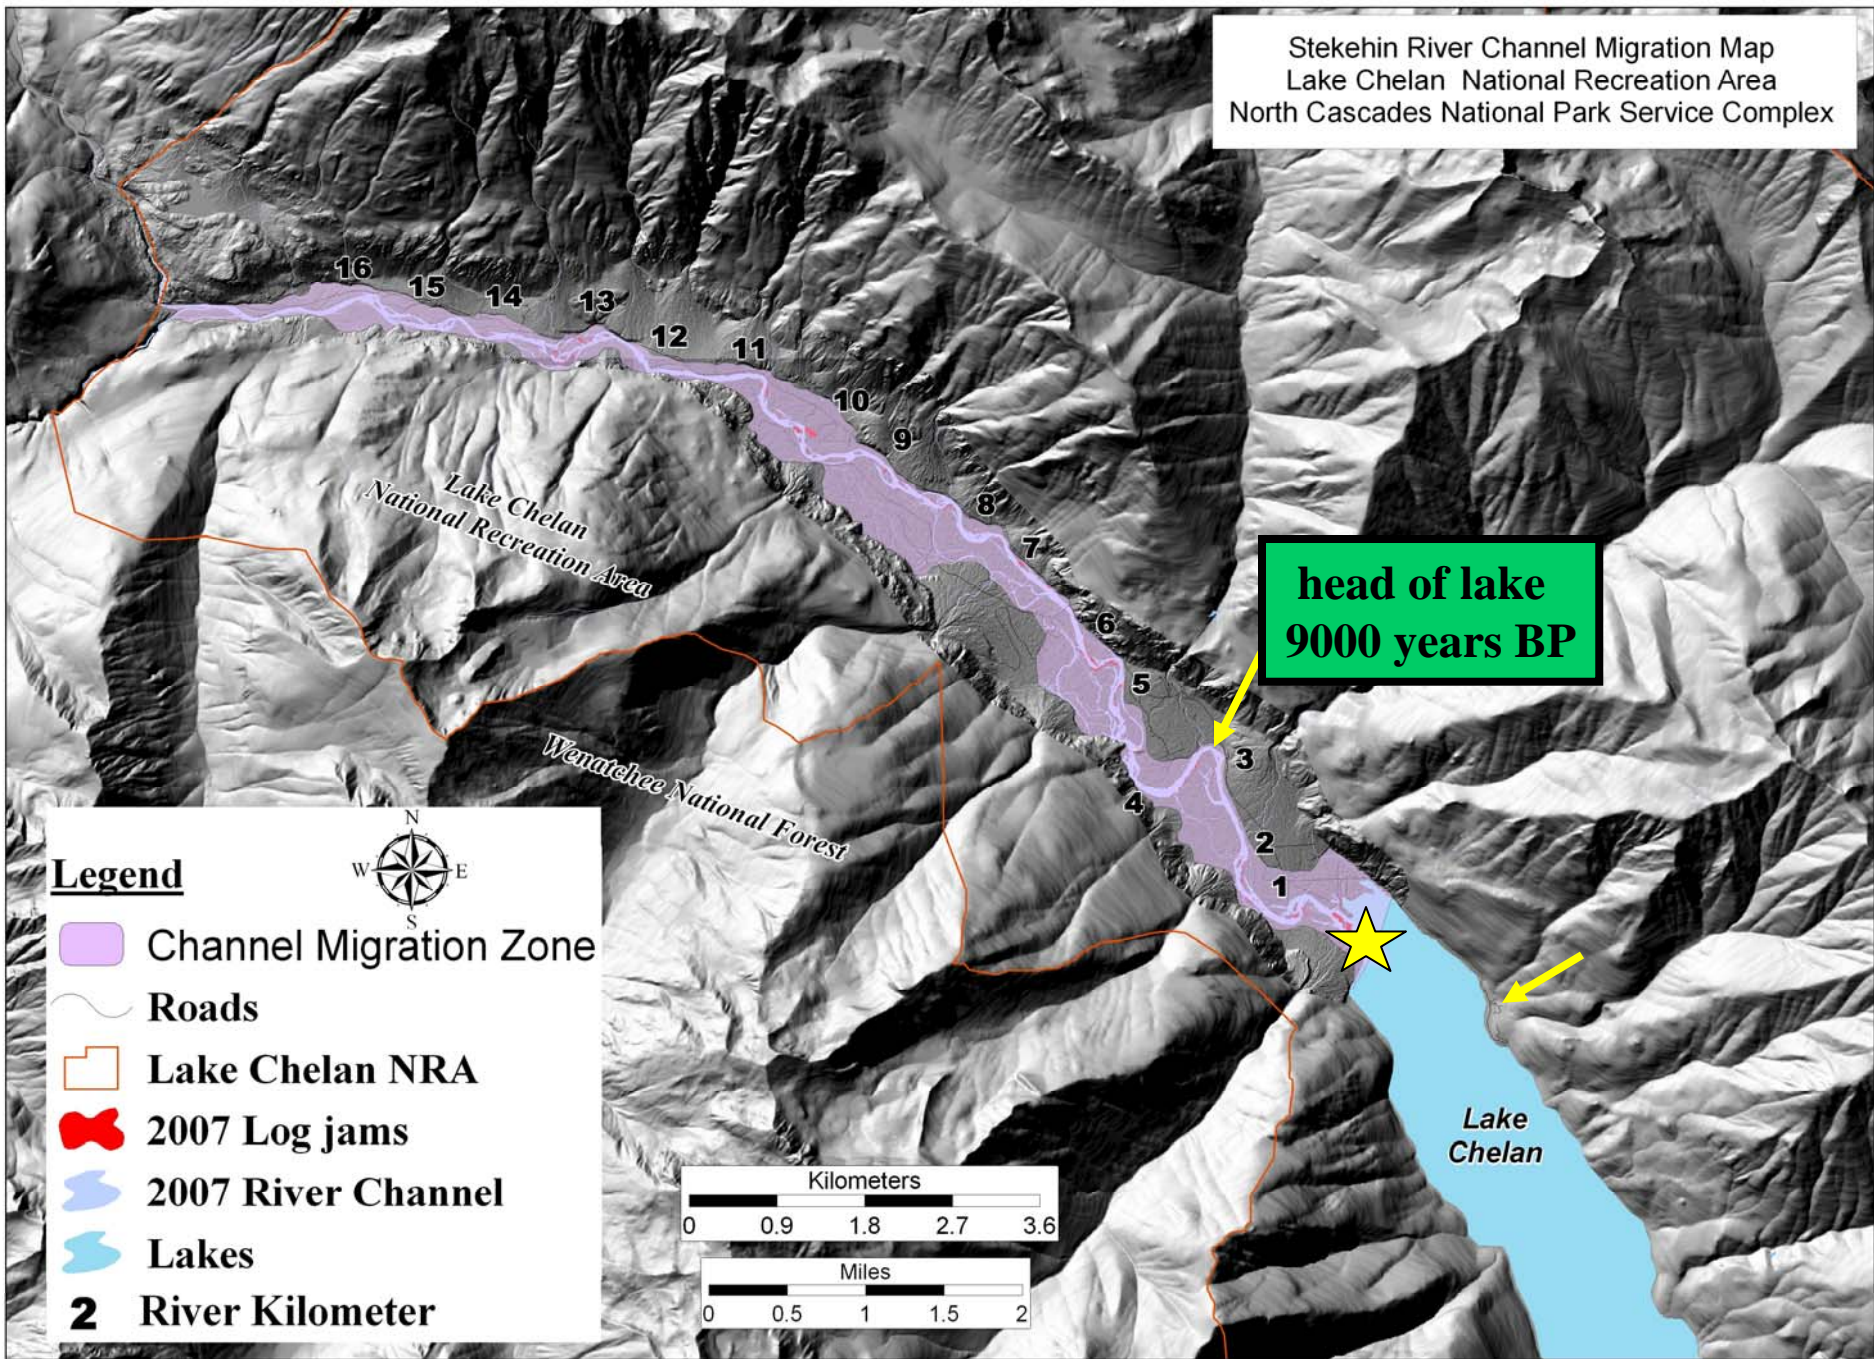 Stekehin River Channel Migration Map
Lake Chelan National Recreation Area
North Cascades National Park Service Complex
16
15
14
13
12
11
10
9
8
7
6
5
4
3
2
1
Lake Chelan
National Recreation Area
head of lake
9000 years BP
Wenatchee National Forest
Lake
Chelan
Legend
N
W E
S
Channel Migration Zone
Roads
Lake Chelan NRA
2007 Log jams
2007 River Channel
Lakes
2 River Kilometer
Kilometers
0 0.9 1.8 2.7 3.6
Miles
0 0.5 1 1.5 2